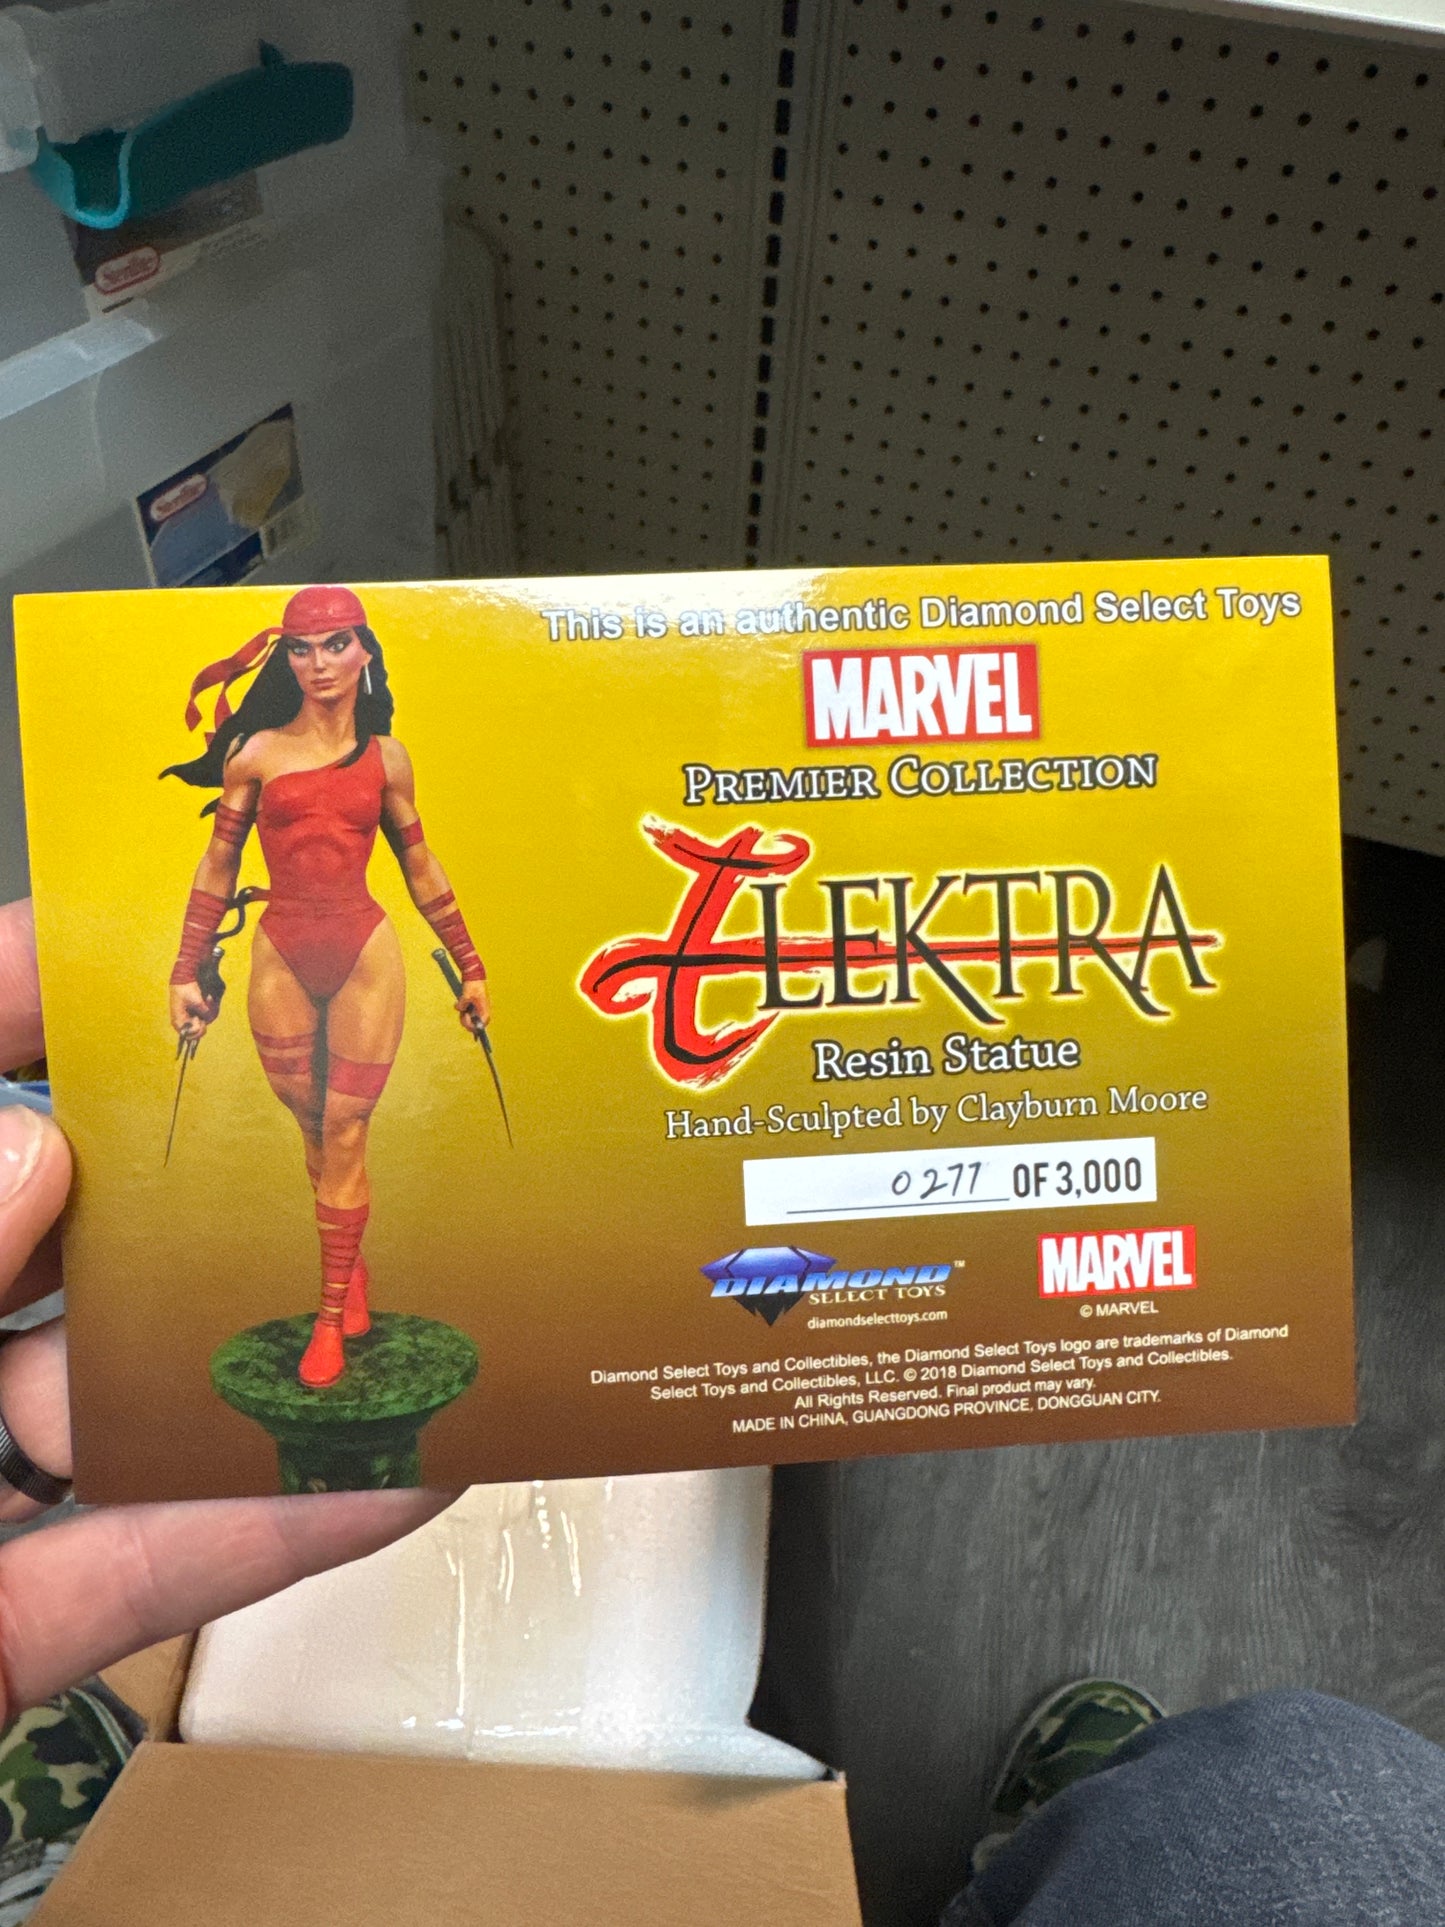 Sterilite
Sterilite
This is an authentic Diamond Select Toys
MARVEL
PREMIER COLLECTION
ELEKTRA
Resin Statue
Hand-Sculpted by Clayburn Moore
0277 OF 3,000
DIAMOND™
SELECT TOYS
diamondselecttoys.com
MARVEL
© MARVEL
Diamond Select Toys and Collectibles, the Diamond Select Toys logo are trademarks of Diamond
Select Toys and Collectibles, LLC. © 2018 Diamond Select Toys and Collectibles.
All Rights Reserved. Final product may vary.
MADE IN CHINA, GUANGDONG PROVINCE, DONGGUAN CITY.